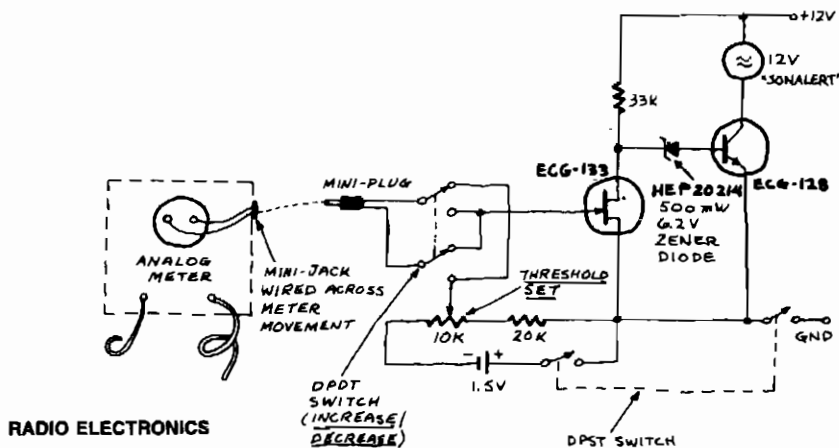 +12V
12V
"SONALERT"
33K
ECG-133
ECG-128
HEP Z0214
500mW
6.2V
ZENER
DIODE
MINI-PLUG
ANALOG
METER
MINI-JACK
WIRED ACROSS
METER
MOVEMENT
THRESHOLD
SET
10K
20K
GND
- +
1.5V
DPDT
SWITCH
(INCREASE/
DECREASE)
DPST SWITCH
RADIO ELECTRONICS